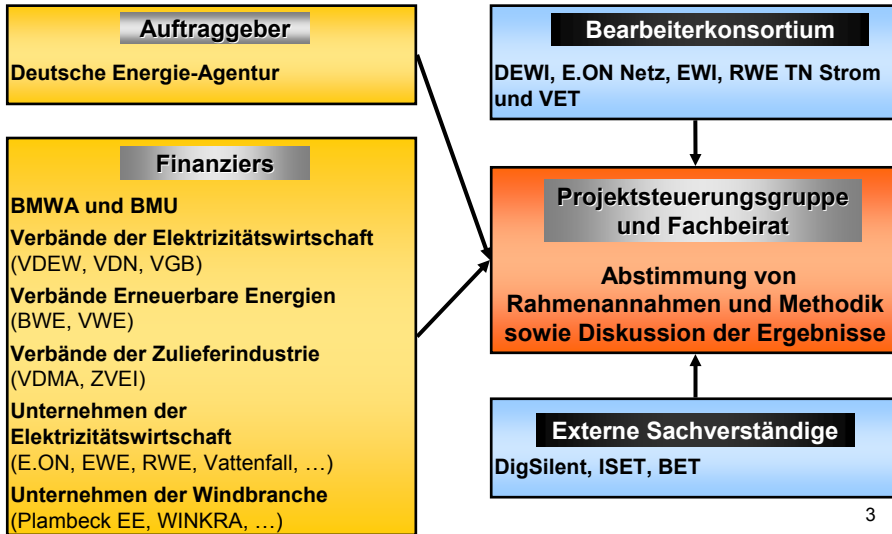 Auftraggeber
Deutsche Energie-Agentur
Finanziers
BMWA und BMU
Verbände der Elektrizitätswirtschaft
(VDEW, VDN, VGB)
Verbände Erneuerbare Energien
(BWE, VWE)
Verbände der Zulieferindustrie
(VDMA, ZVEI)
Unternehmen der
Elektrizitätswirtschaft
(E.ON, EWE, RWE, Vattenfall, …)
Unternehmen der Windbranche
(Plambeck EE, WINKRA, …)
Bearbeiterkonsortium
DEWI, E.ON Netz, EWI, RWE TN Strom
und VET
Projektsteuerungsgruppe
und Fachbeirat
Abstimmung von
Rahmenannahmen und Methodik
sowie Diskussion der Ergebnisse
Externe Sachverständige
DigSilent, ISET, BET
3